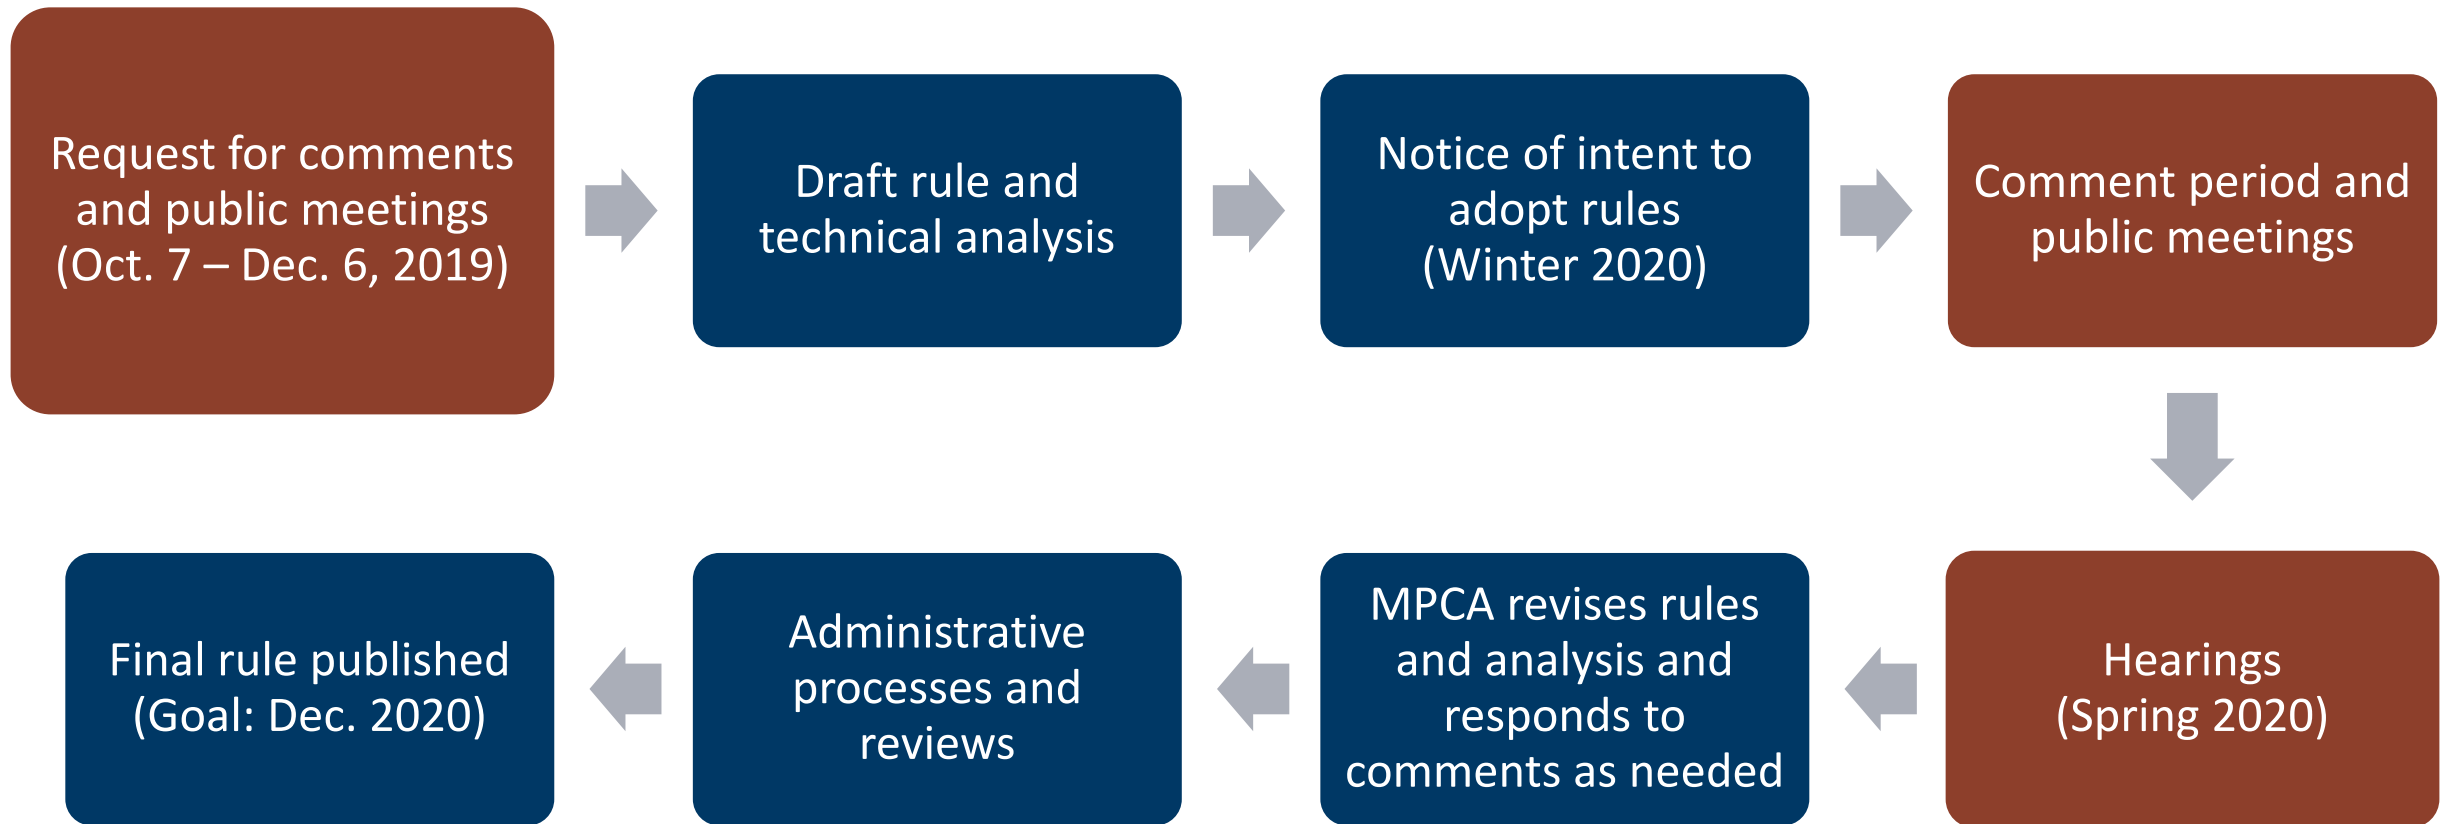 Request for comments
and public meetings
(Oct. 7 – Dec. 6, 2019)
Draft rule and
technical analysis
Notice of intent to
adopt rules
(Winter 2020)
Comment period and
public meetings
Hearings
(Spring 2020)
MPCA revises rules
and analysis and
responds to
comments as needed
Administrative
processes and
reviews
Final rule published
(Goal: Dec. 2020)